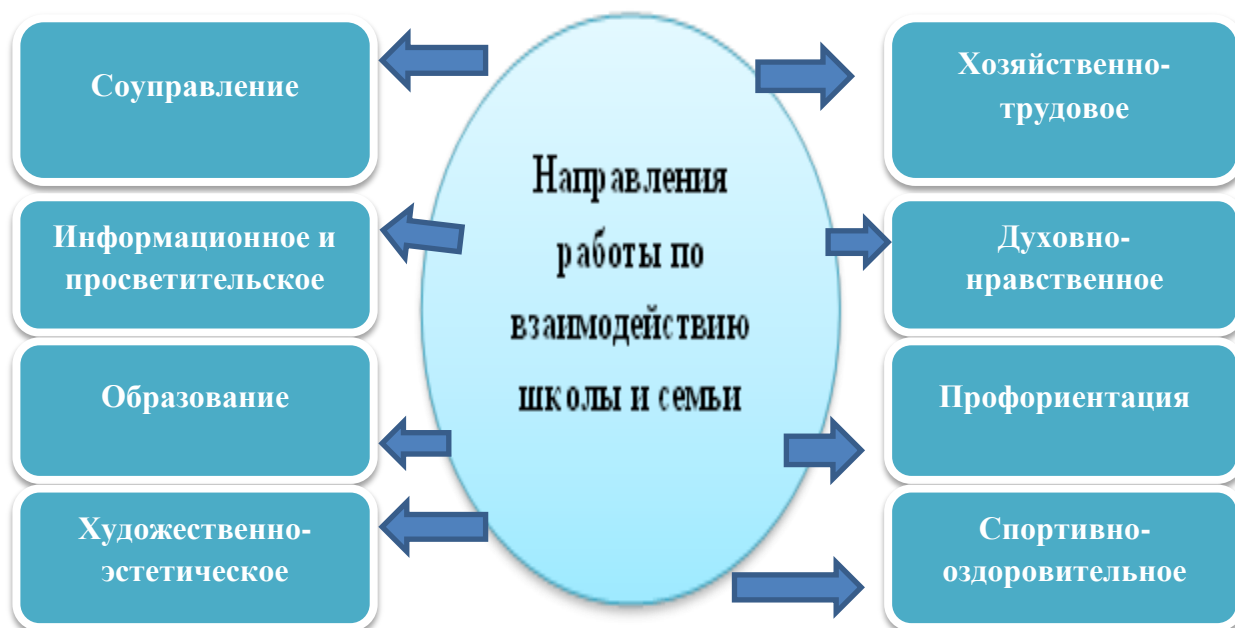 Соуправление
Информационное и
просветительское
Образование
Художественно-
эстетическое
Направления
работы по
взаимодействию
школы и семьи
Хозяйственно-
трудовое
Духовно-
нравственное
Профориентация
Спортивно-
оздоровительное